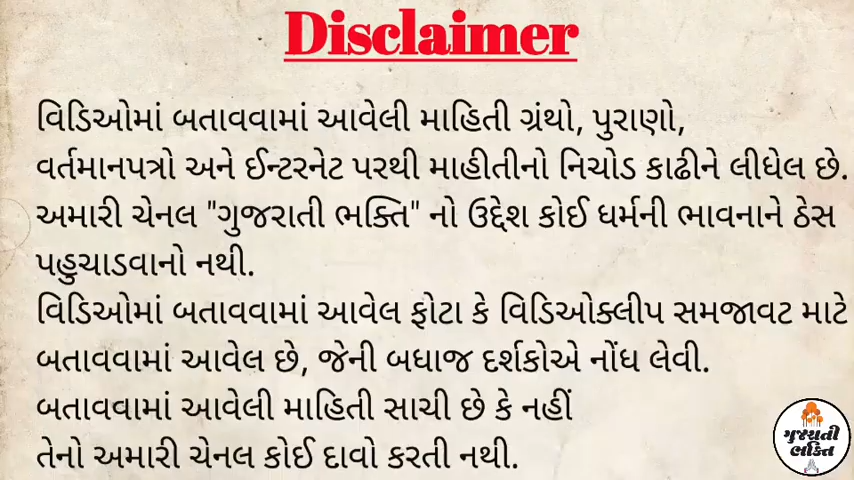 Disclaimer
વિડિઓમાં બતાવવામાં આવેલી માહિતી ગ્રંથો, પુરાણો,
વર્તમાનપત્રો અને ઈન્ટરનેટ પરથી માહીતીનો નિચોડ કાઢીને લીધેલ છે.
અમારી ચેનલ "ગુજરાતી ભક્તિ" નો ઉદ્દેશ કોઈ ધર્મની ભાવનાને ઠેસ
પહુચાડવાનો નથી.
વિડિઓમાં બતાવવામાં આવેલ ફોટા કે વિડિઓક્લીપ સમજાવટ માટે
બતાવવામાં આવેલ છે, જેની બધાજ દર્શકોએ નોંધ લેવી.
બતાવવામાં આવેલી માહિતી સાચી છે કે નહીં
તેનો અમારી ચેનલ કોઈ દાવો કરતી નથી.
ગુજરાતી
ભક્તિ